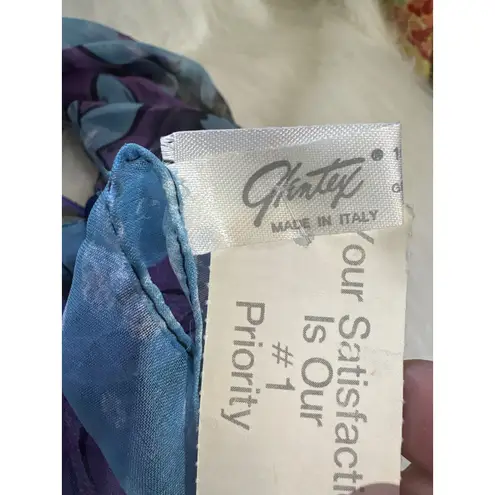 Glentex
MADE IN ITALY
Your Satisfacti
Is Our
#1
Priority